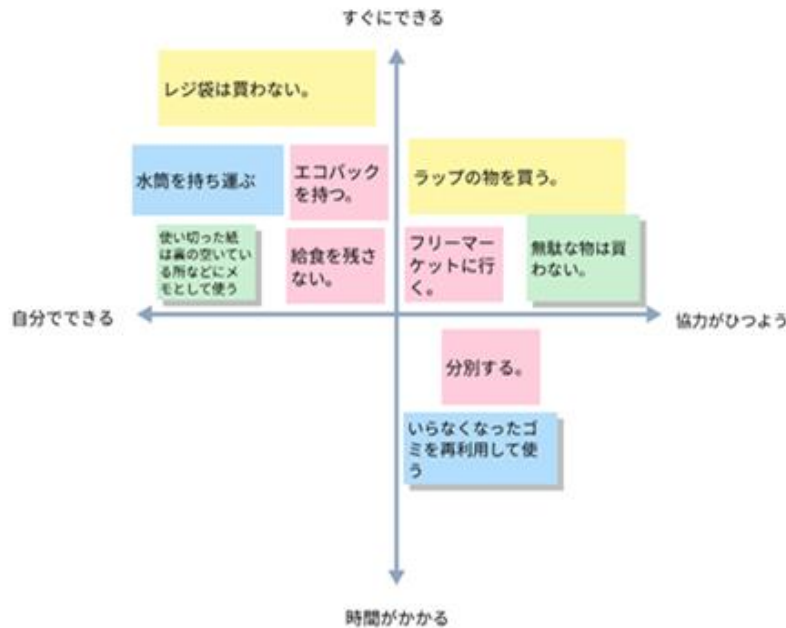 すぐにできる
レジ袋は買わない。
水筒を持ち運ぶ
エコバック
を持つ。
ラップの物を買う。
使い切った紙
は裏の空いてい
る所などにメ
モとして使う
給食を残さ
ない。
フリーマー
ケットに行
く。
無駄な物は買
わない。
自分でできる
協力がひつよう
分別する。
いらなくなったゴ
ミを再利用して使
う
時間がかかる